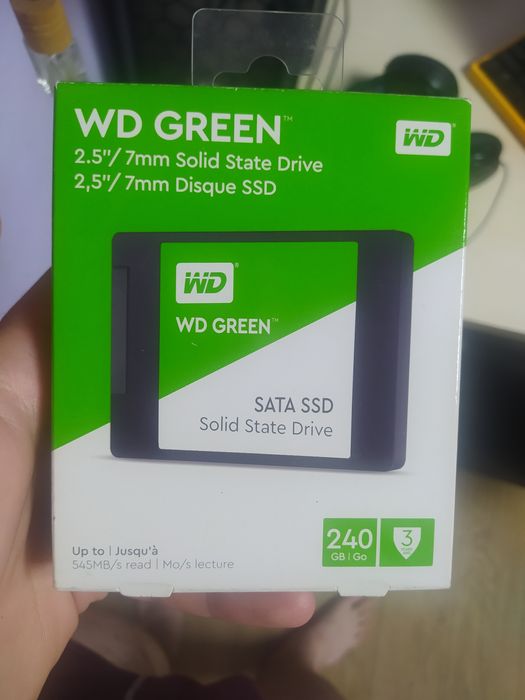 WD GREEN™
2.5"/ 7mm Solid State Drive
2,5"/ 7mm Disque SSD
WD®
WD®
WD GREEN™
SATA SSD
Solid State Drive
240
GB | Go
3
Up to | Jusqu'à
545MB/s read | Mo/s lecture